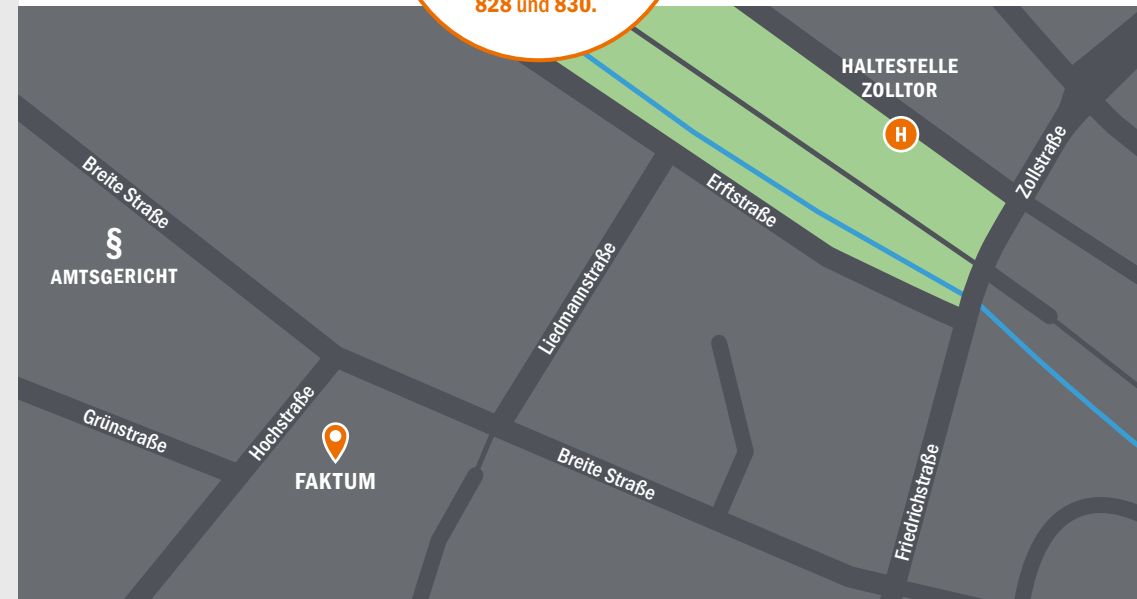 828 und 830.
HALTESTELLE
ZOLLTOR
H
Zollstraße
Breite Straße
Erftstraße
§
AMTSGERICHT
Liedmannstraße
Grünstraße
Hochstraße
FAKTUM
Breite Straße
Friedrichstraße